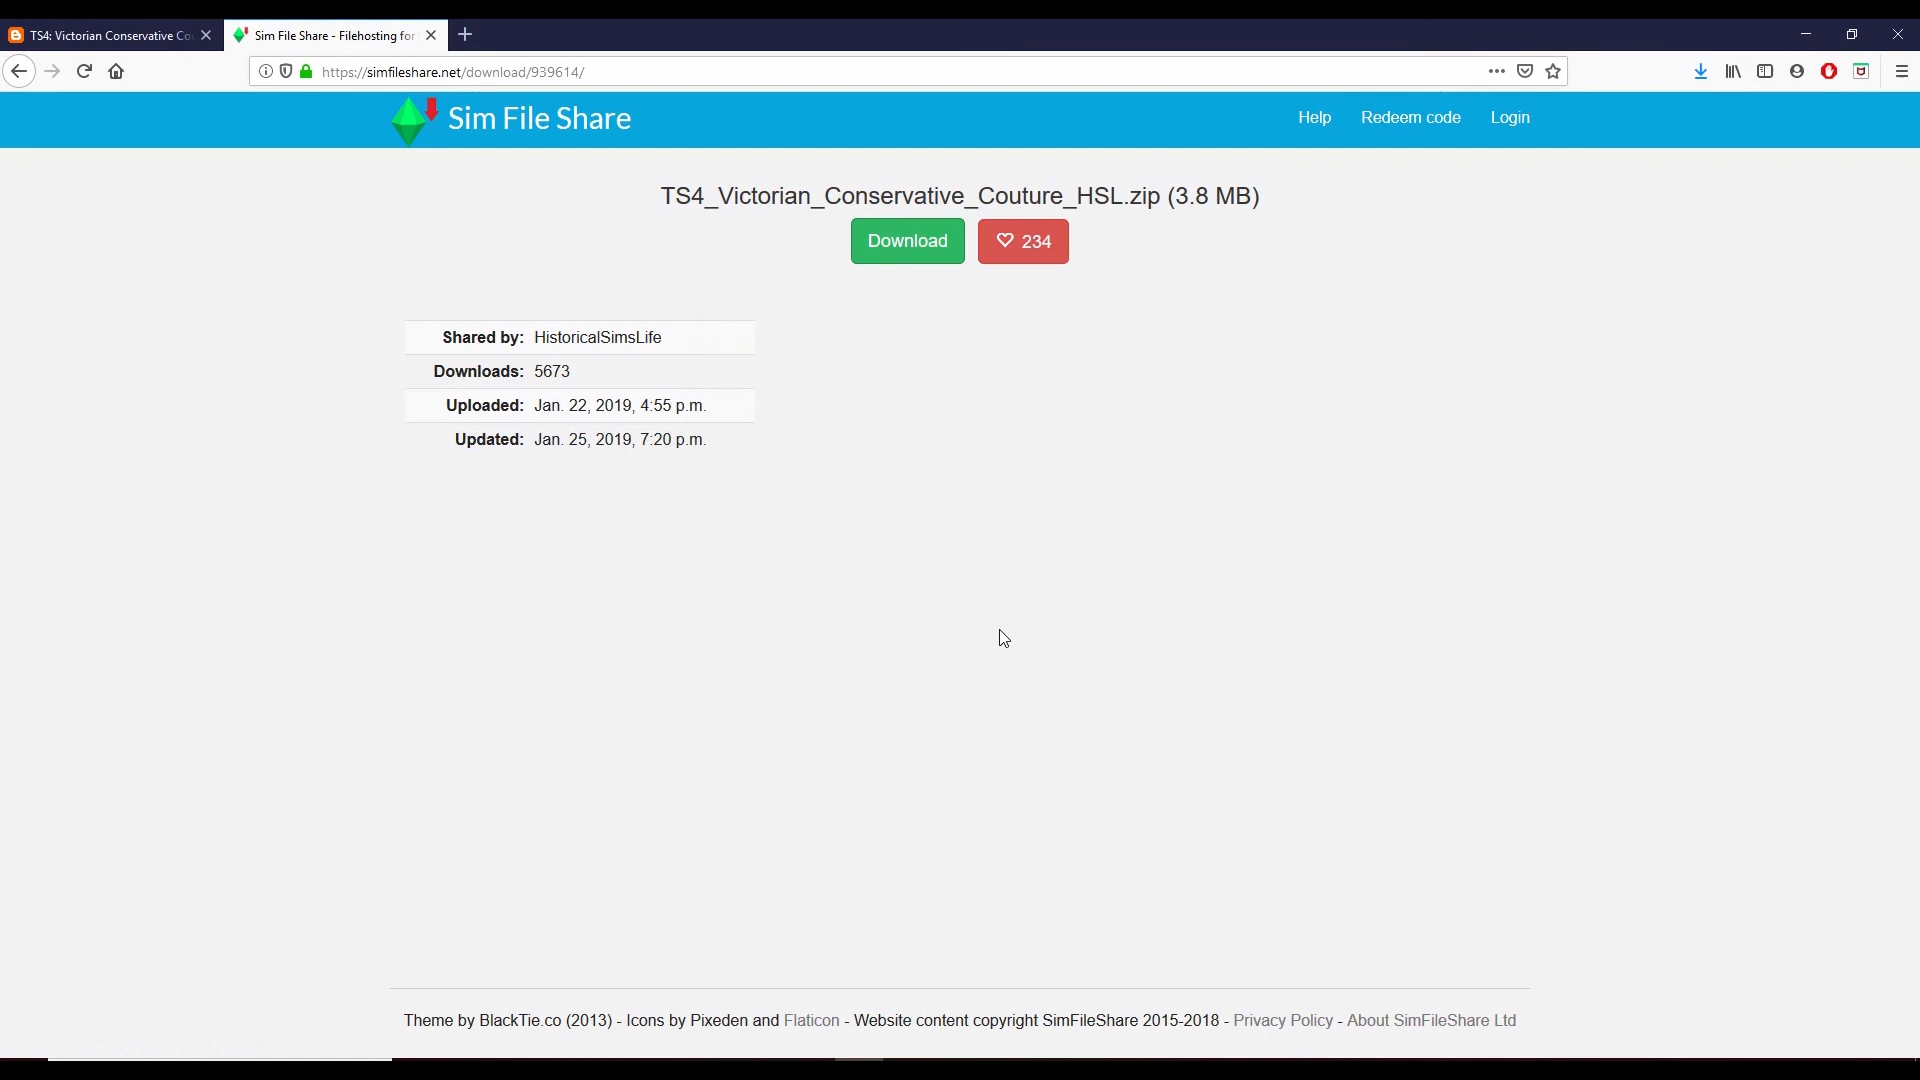 TS4: Victorian Conservative Co
Sim File Share - Filehosting for
https://simfileshare.net/download/939614/
Sim File Share
Help
Redeem code
Login
TS4_Victorian_Conservative_Couture_HSL.zip (3.8 MB)
Download
234
Shared by: HistoricalSimsLife
Downloads: 5673
Uploaded: Jan. 22, 2019, 4:55 p.m.
Updated: Jan. 25, 2019, 7:20 p.m.
Theme by BlackTie.co (2013) - Icons by Pixeden and Flaticon - Website content copyright SimFileShare 2015-2018 - Privacy Policy - About SimFileShare Ltd